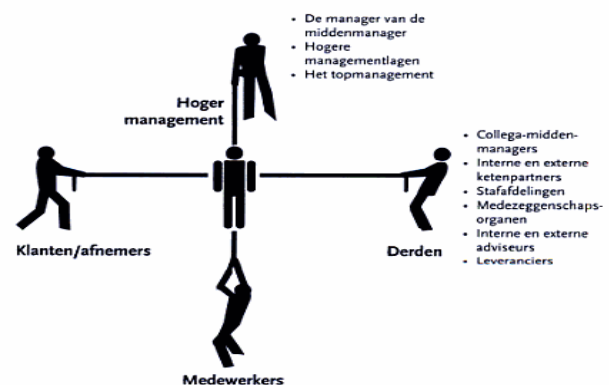 • De manager van de
middenmanager
• Hogere
managementlagen
• Het topmanagement
Hoger
management
• Collega-midden-
managers
• Interne en externe
ketenpartners
• Stafafdelingen
• Medezeggenschaps-
organen
• Interne en externe
adviseurs
• Leveranciers
Klanten/afnemers
Derden
Medewerkers